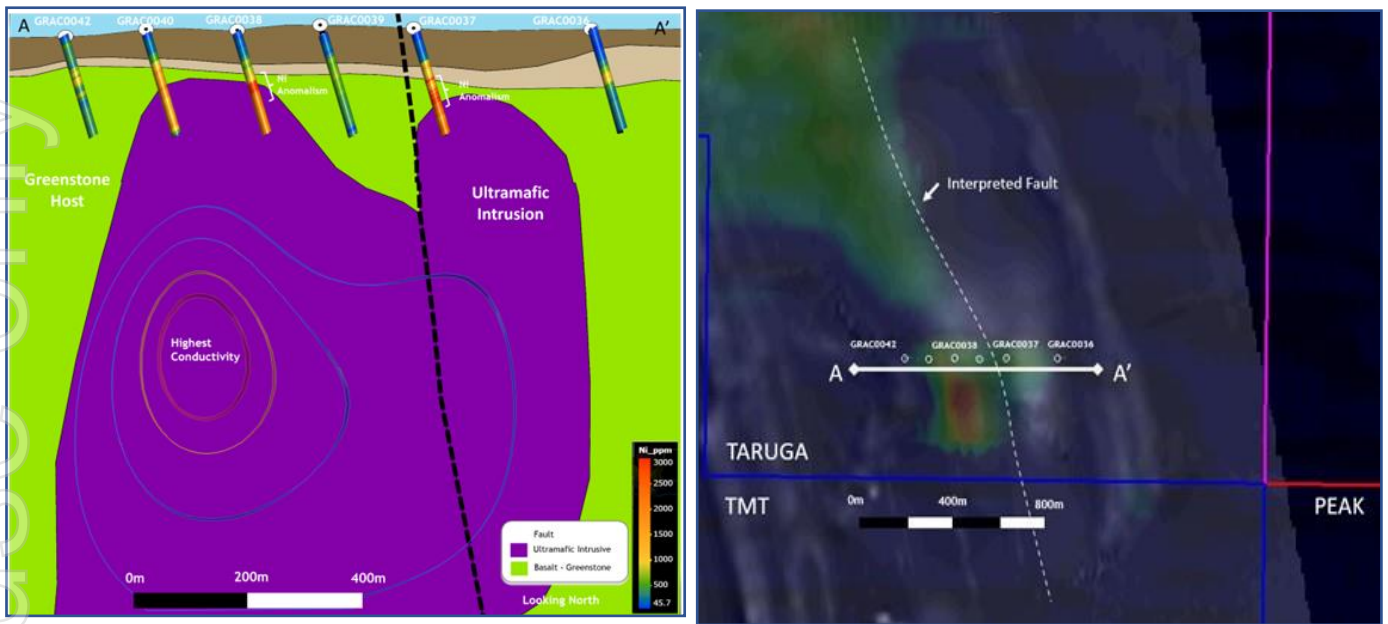 A
GRAC0042
GRAC0040
GRAC0038
GRAC0039
GRAC0037
GRAC0036
A'
Ni
Anomalism
Ni
Anomalism
Greenstone
Host
Ultramafic
Intrusion
Highest
Conductivity
Ni_ppm
3000
2500
2000
1500
1000
500
45.7
Fault
Ultramafic Intrusive
Basalt - Greenstone
0m
200m
400m
Looking North
Interpreted Fault
GRAC0042
GRAC0038
GRAC0037
GRAC0036
A
A'
TARUGA
TMT
0m
400m
800m
PEAK